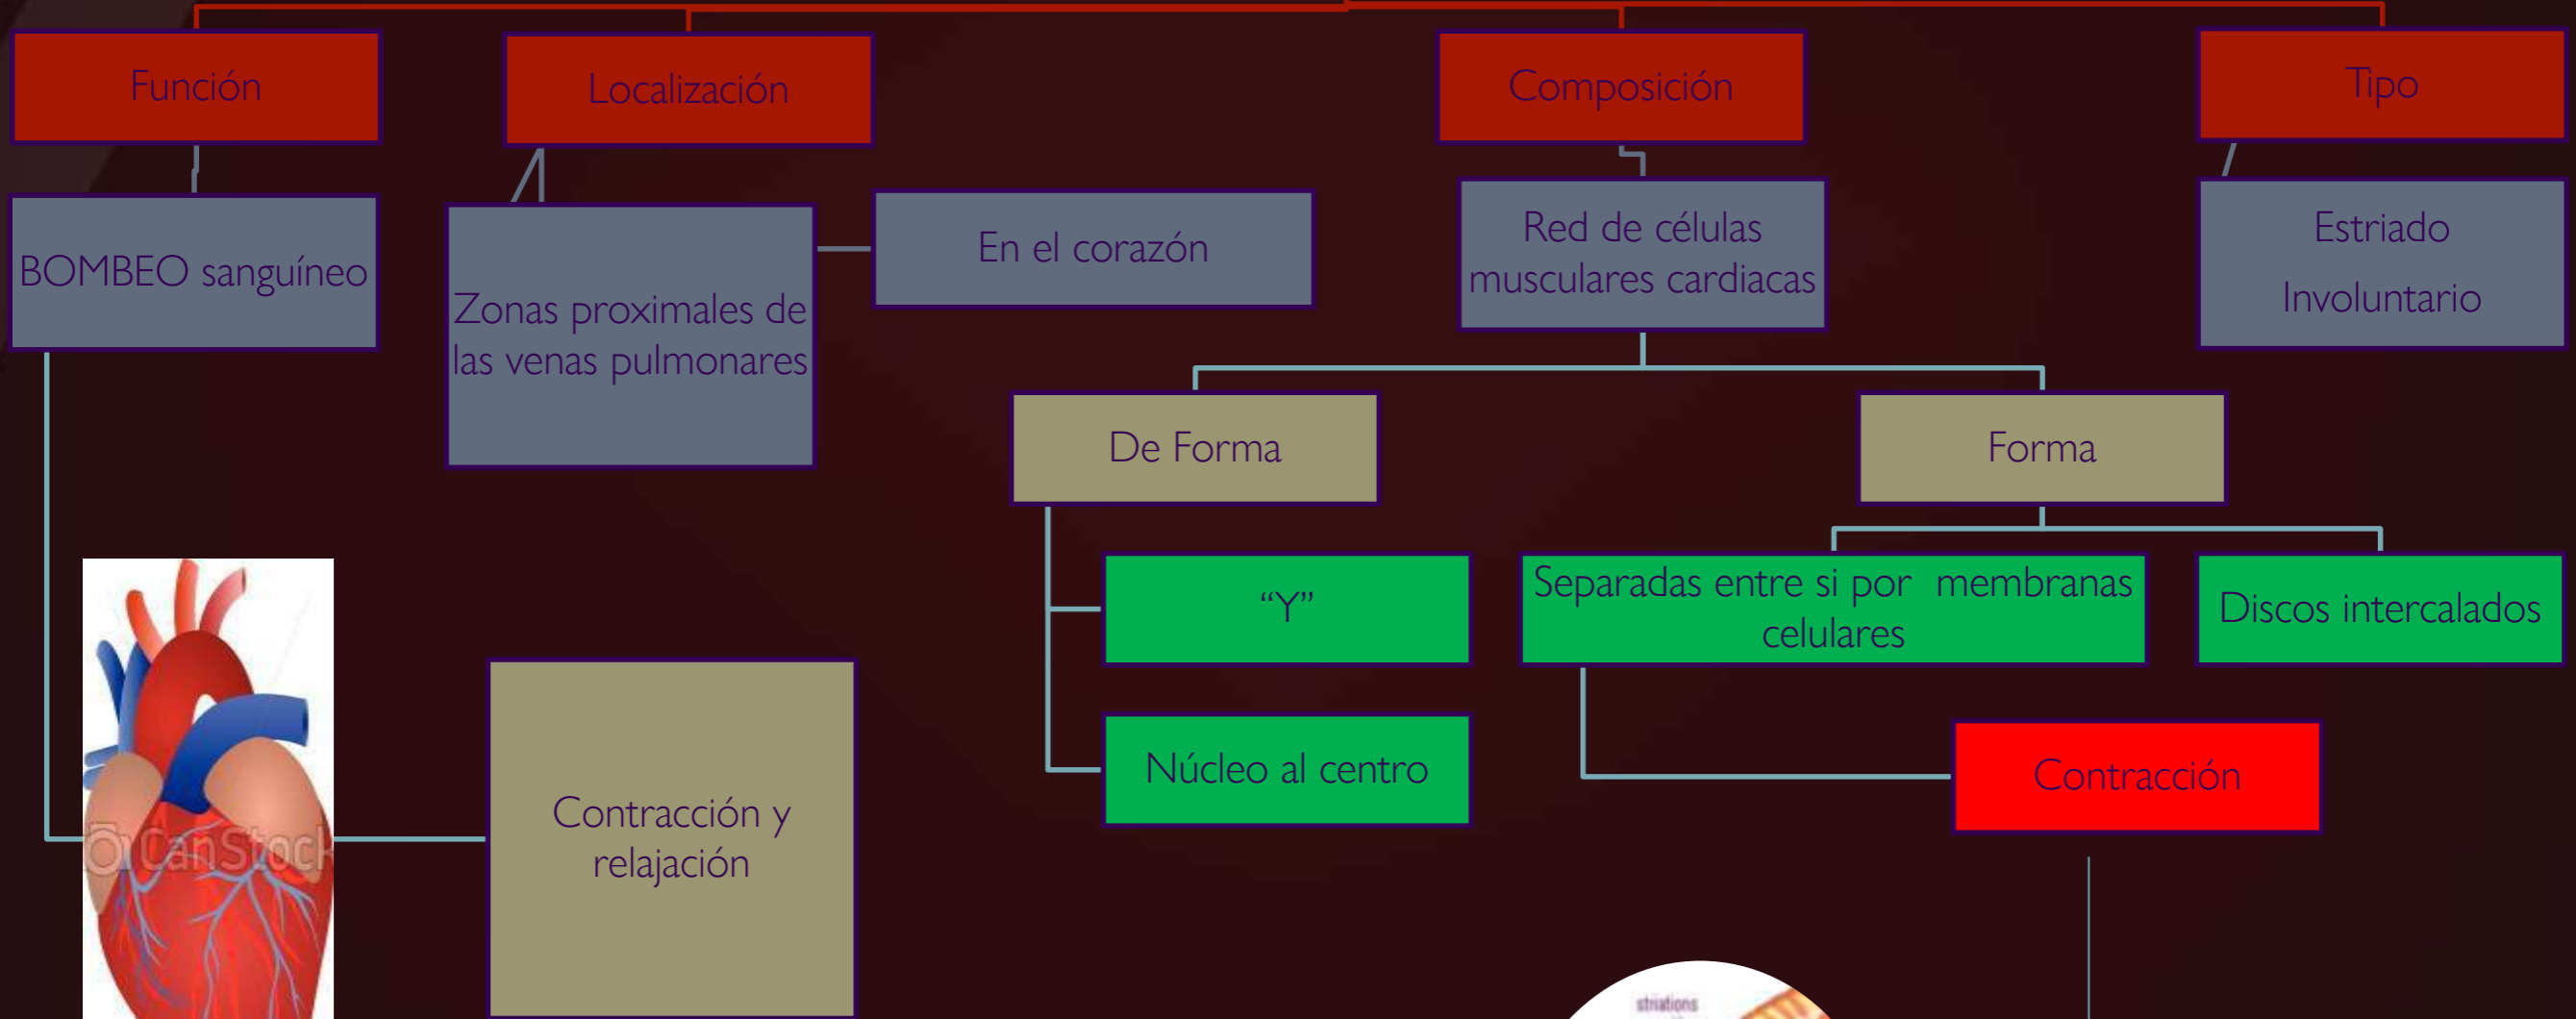 Función
Localización
Composición
Tipo
BOMBEO sanguíneo
Zonas proximales de
las venas pulmonares
En el corazón
Red de células
musculares cardiacas
Estriado
Involuntario
De Forma
Forma
“Y”
Núcleo al centro
Separadas entre si por membranas
celulares
Discos intercalados
Contracción
Contracción y
relajación
CanStock
striations